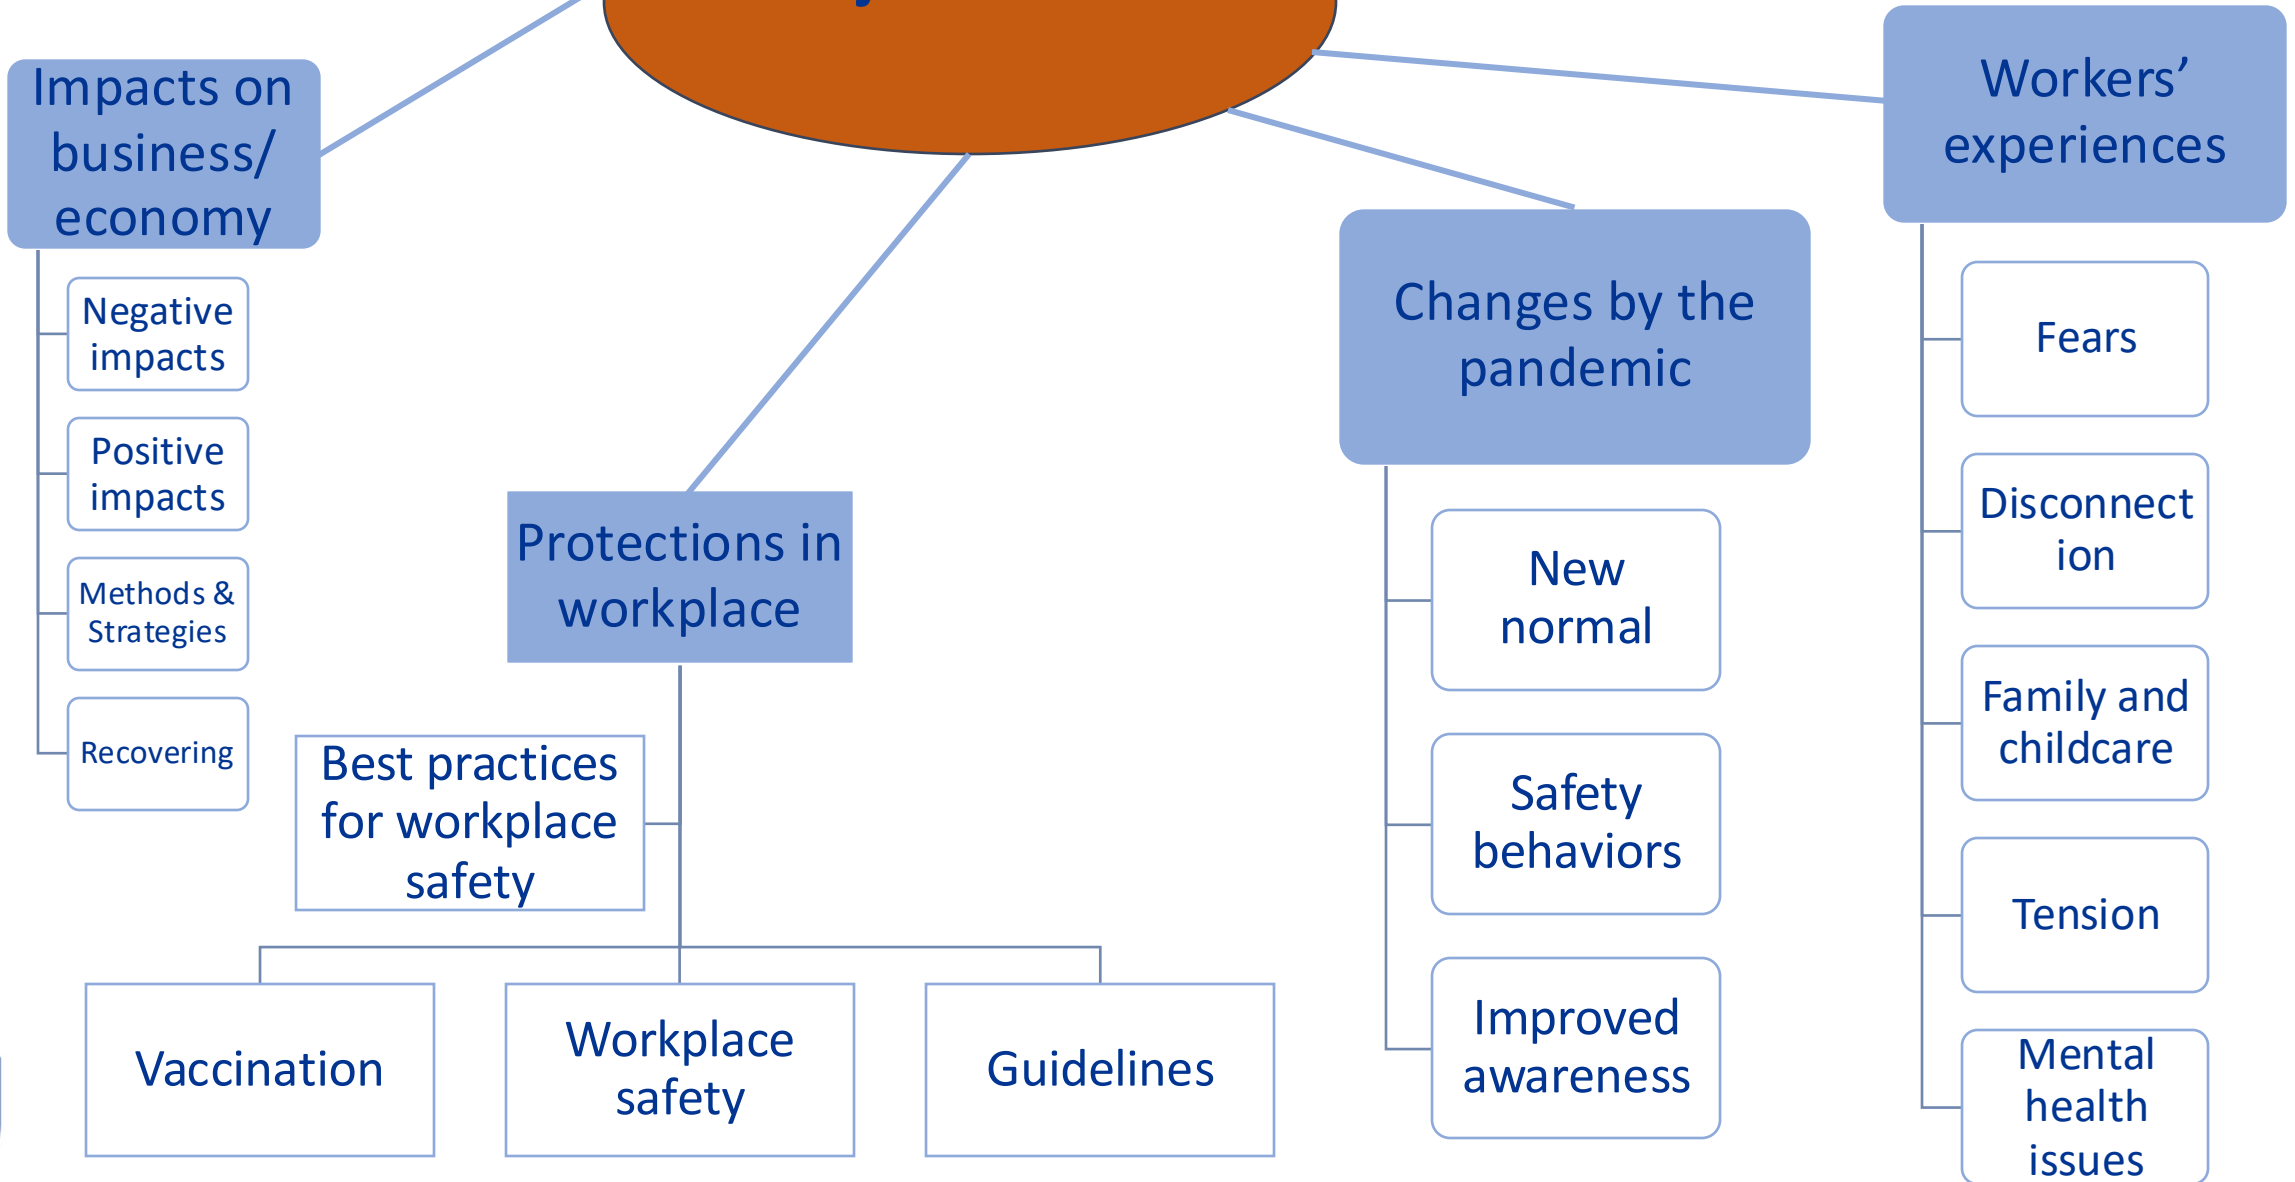 Impacts on
business/
economy
Negative
impacts
Positive
impacts
Methods &
Strategies
Recovering
Protections in
workplace
Best practices
for workplace
safety
Vaccination
Workplace
safety
Guidelines
Changes by the
pandemic
New
normal
Safety
behaviors
Improved
awareness
Workers’
experiences
Fears
Disconnect
ion
Family and
childcare
Tension
Mental
health
issues